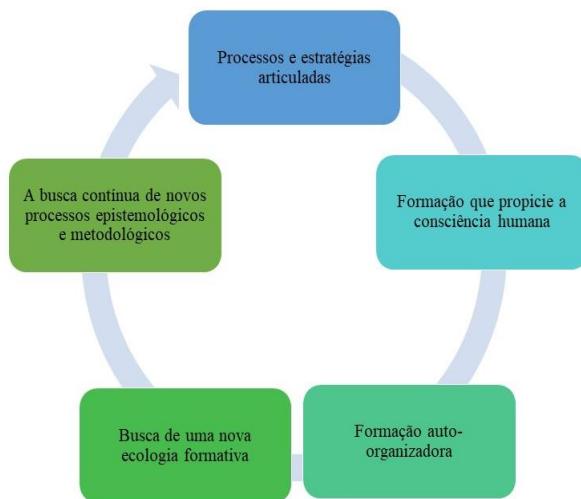 Processos e estratégias
articuladas
Formação que propicie a
consciência humana
Formação auto-
organizadora
Busca de uma nova
ecologia formativa
A busca contínua de novos
processos epistemológicos
e metodológicos